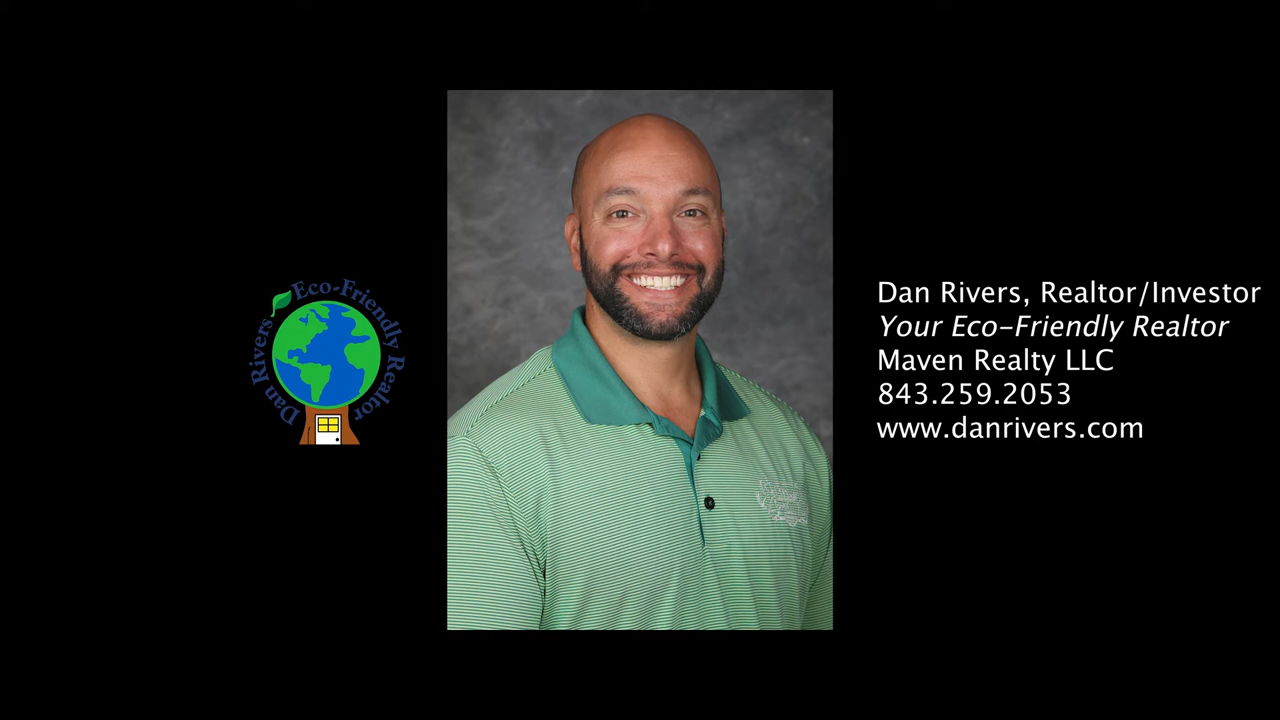 Dan Rivers Eco-Friendly Realtor
Dan Rivers, Realtor/Investor
Your Eco-Friendly Realtor
Maven Realty LLC
843.259.2053
www.danrivers.com